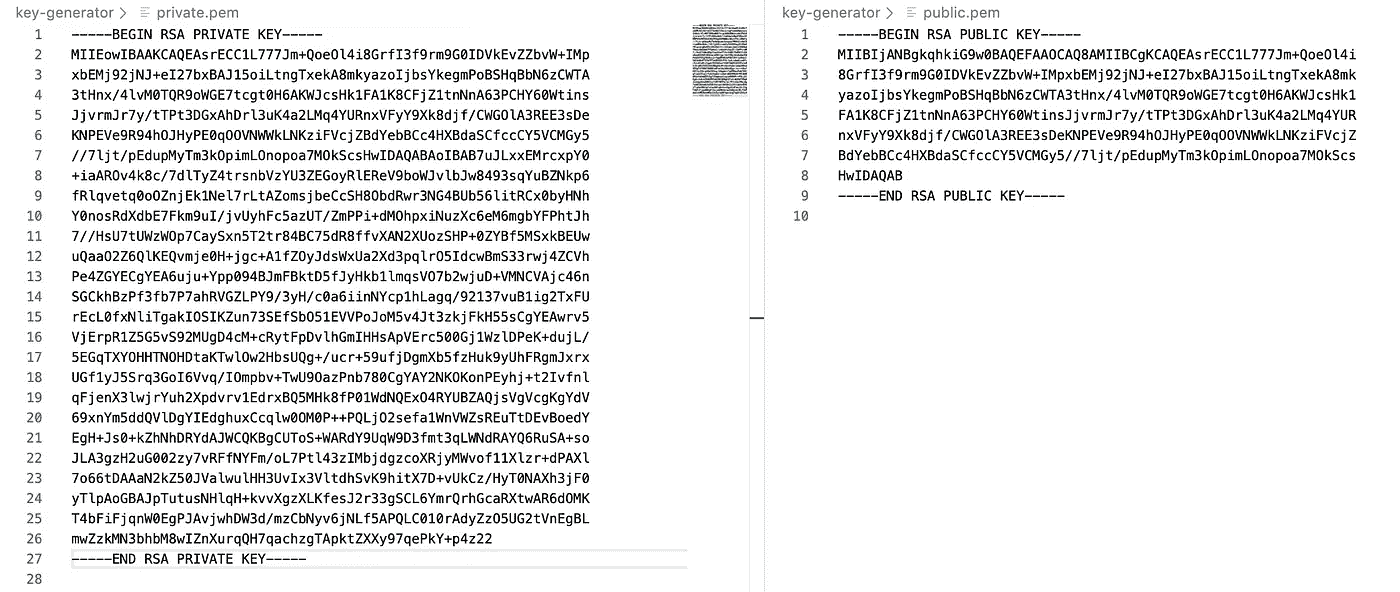 key-generator > private.pem
1 -----BEGIN RSA PRIVATE KEY-----
2 MIIEowIBAAKCAQEAsrECC1L777Jm+QoeOl4i8GrfI3f9rm9G0IDVkEvZZbvW+IMp
3 xbEMj92jNJ+eI27bxBAJ15oiLtngTxekA8mkyazoIjbsYkegmPoBSHqBbN6zCWTA
4 3tHnx/4lvM0TQR9oWGE7tcgt0H6AKWJcsHk1FA1K8CFjZ1tnNnA63PCHY60Wtins
5 JjvrmJr7y/tTPt3DGxAhDrl3uK4a2LMq4YURnxVFyY9Xk8djf/CWGOlA3REE3sDe
6 KNPEVe9R94hOJHyPE0qOOVNWWkLNKziFVcjZBdYebBCc4HXBdaSCfccCY5VCMGy5
7 //7ljt/pEdupMyTm3kOpimLOnopoa7MOkScsHwIDAQABAoIBAB7uJLxxEMrcxpY0
8 +iaAROv4k8c/7dlTyZ4trsnbVzYU3ZEGoyRlEReV9boWJvlbJw8493sqYuBZNkp6
9 fRlqvetq0oOZnjEk1Nel7rLtAZomsjbeCcSH8ObdRwr3NG4BUb56litRCx0byHNh
10 Y0nosRdXdbE7Fkm9uI/jvUyhFc5azUT/ZmPPi+dMOhpxiNuzXc6eM6mgbYFPhtJh
11 7//HsU7tUWzWOp7CaySxn5T2tr84BC75dR8ffvXAN2XUozSHP+0ZYBf5MSxkBEUw
12 uQaaO2Z6QlKEQvmje0H+jgc+A1fZOyJdsWxUa2Xd3pqlrO5IdcwBmS33rwj4ZCVh
13 Pe4ZGYECgYEA6uju+Ypp094BJmFBktD5fJyHkb1lmqsVO7b2wjuD+VMNCVAjc46n
14 SGCkhBzPf3fb7P7ahRVGZLPY9/3yH/c0a6iinNYcp1hLagq/92137vuB1ig2TxFU
15 rEcL0fxNliTgakIOSIKZun73SEfSbO51EVVPoJoM5v4Jt3zkjFkH55sCgYEAwrv5
16 VjErpR1Z5G5vS92MUgD4cM+cRytFpDvlhGmIHHsApVErc500Gj1WzlDPeK+dujL/
17 5EGqTXYOHHTNOHDtaKTwlOw2HbsUQg+/ucr+59ufjDgmXb5fzHuk9yUhFRgmJxrx
18 UGf1yJ5Srq3GoI6Vvq/IOmpbv+TwU9OazPnb780CgYAY2NKOKonPEyhj+t2Ivfnl
19 qFjenX3lwjrYuh2Xpdvrv1EdrxBQ5MHk8fP01WdNQExO4RYUBZAQjsVgVcgKgYdV
20 69xnYm5ddQVlDgYIEdghuxCcqlw0OM0P++PQLjO2sefa1WnVWZsREuTtDEvBoedY
21 EgH+Js0+kZhNhDRYdAJWCQKBgCUToS+WARdY9UqW9D3fmt3qLWNdRAYQ6RuSA+so
22 JLA3gzH2uG002zy7vRFfNYFm/oL7Ptl43zIMbjdgzcoXRjyMWvof11Xlzr+dPAXl
23 7o66tDAAaN2kZ50JValwulHH3UvIx3VltdhSvK9hitX7D+vUkCz/HyT0NAXh3jF0
24 yTlpAoGBAJpTutusNHlqH+kvvXgzXLKfesJ2r33gSCL6YmrQrhGcaRXtwAR6dOMK
25 T4bFiFjqnW0EgPJAvjwhDW3d/mzCbNyv6jNLf5APQLC010rAdyZzO5UG2tVnEgBL
26 mwZzkMN3bhbM8wIZnXurqQH7qachzgTApktZXXy97qePkY+p4z22
27 -----END RSA PRIVATE KEY-----
28
key-generator > public.pem
1 -----BEGIN RSA PUBLIC KEY-----
2 MIIBIjANBgkqhkiG9w0BAQEFAAOCAQ8AMIIBCgKCAQEAsrECC1L777Jm+QoeOl4i
3 8GrfI3f9rm9G0IDVkEvZZbvW+IMpxbEMj92jNJ+eI27bxBAJ15oiLtngTxekA8mk
4 yazoIjbsYkegmPoBSHqBbN6zCWTA3tHnx/4lvM0TQR9oWGE7tcgt0H6AKWJcsHk1
5 FA1K8CFjZ1tnNnA63PCHY60WtinsJjvrmJr7y/tTPt3DGxAhDrl3uK4a2LMq4YUR
6 nxVFyY9Xk8djf/CWGOlA3REE3sDeKNPEVe9R94hOJHyPE0qOOVNWWkLNKziFVcjZ
7 BdYebBCc4HXBdaSCfccCY5VCMGy5//7ljt/pEdupMyTm3kOpimLOnopoa7MOkScs
8 HwIDAQAB
9 -----END RSA PUBLIC KEY-----
10